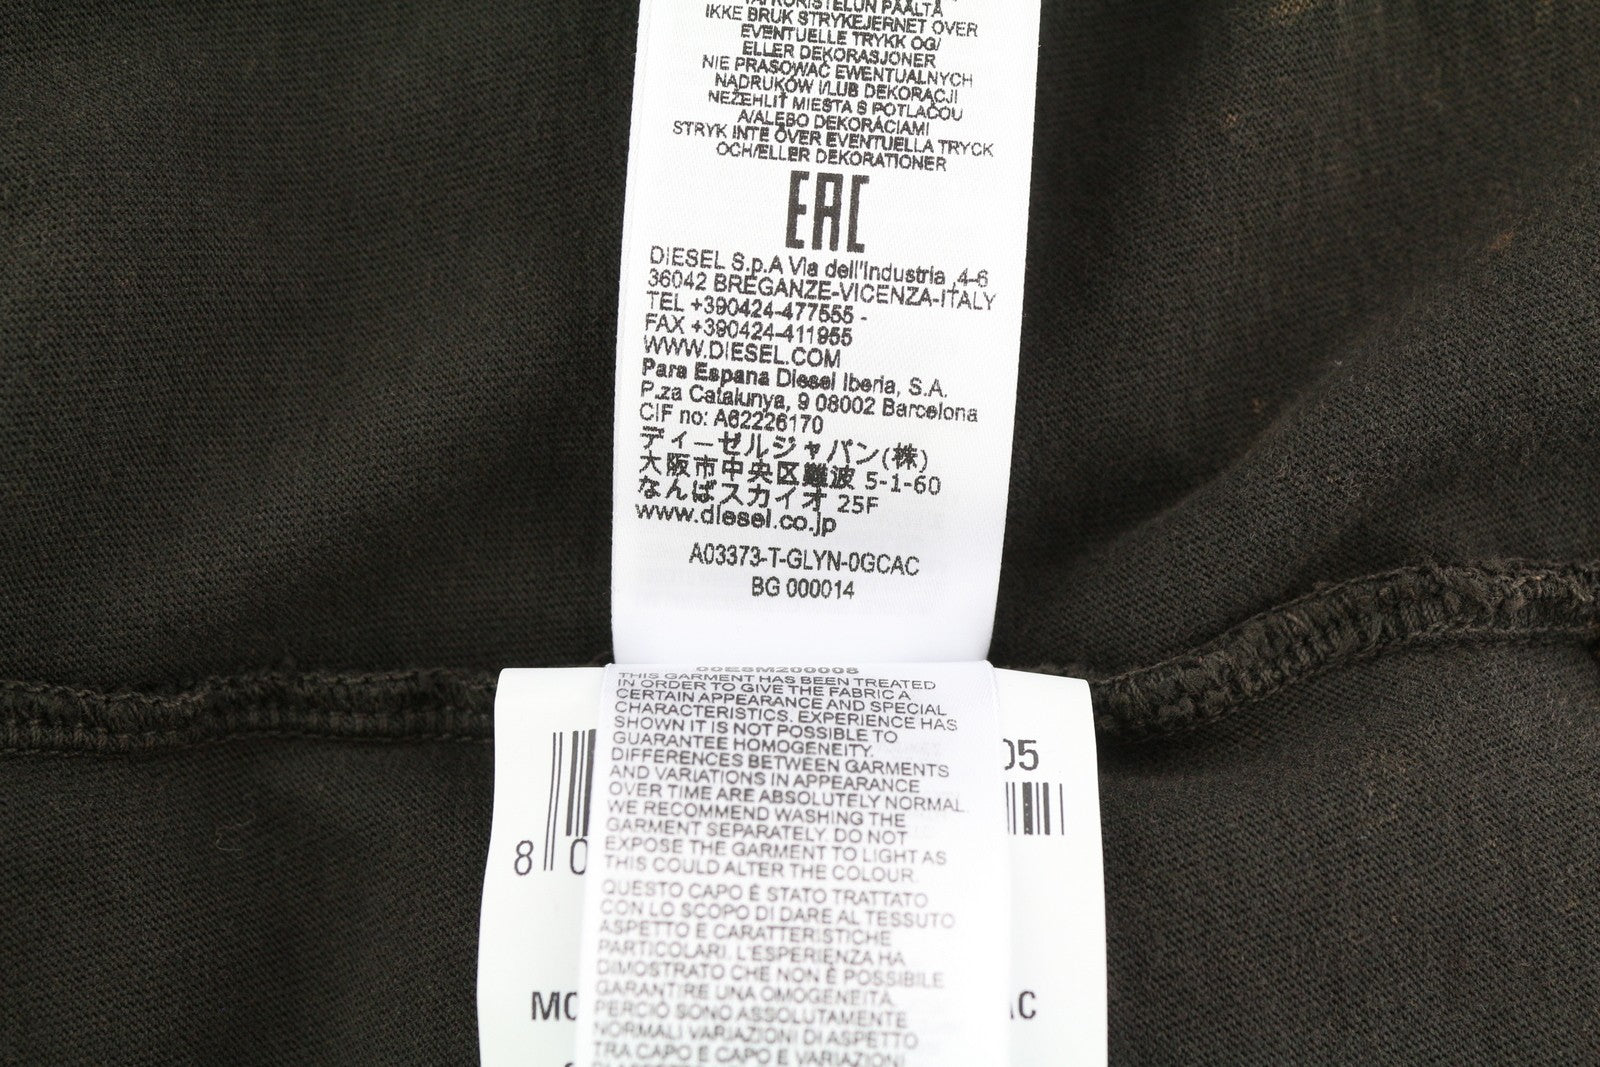 KORISTELUN PÄÄLTÄ
IKKE BRUK STRYKEJERNET OVER
EVENTUELLE TRYKK OG/
ELLER DEKORASJONER
NIE PRASOWAĆ EWENTUALNYCH
NADRUKÓW I/LUB DEKORACJI
NEŽEHLIŤ MIESTA S POTLAČOU
A/ALEBO DEKORÁCIAMI
STRYK INTE ÖVER EVENTUELLA TRYCK
OCH/ELLER DEKORATIONER
EAC
DIESEL S.p.A Via dell'Industria ,4-6
36042 BREGANZE-VICENZA-ITALY
TEL +390424-477555 -
FAX +390424-411955
WWW.DIESEL.COM
Para Espana Diesel Iberia, S.A.
P.za Catalunya, 9 08002 Barcelona
CIF no: A62226170
ディーゼルジャパン(株)
大阪市中央区難波 5-1-60
なんばスカイオ 25F
www.diesel.co.jp
A03373-T-GLYN-0GCAC
BG 000014
00ESM200008
THIS GARMENT HAS BEEN TREATED
IN ORDER TO GIVE THE FABRIC A
CERTAIN APPEARANCE AND SPECIAL
CHARACTERISTICS. EXPERIENCE HAS
SHOWN IT IS NOT POSSIBLE TO
GUARANTEE HOMOGENEITY.
DIFFERENCES BETWEEN GARMENTS
AND VARIATIONS IN APPEARANCE
OVER TIME ARE ABSOLUTELY NORMAL.
WE RECOMMEND WASHING THE
GARMENT SEPARATELY. DO NOT
EXPOSE THE GARMENT TO LIGHT AS
THIS COULD ALTER THE COLOUR.
QUESTO CAPO È STATO TRATTATO
CON LO SCOPO DI DARE AL TESSUTO
ASPETTO E CARATTERISTICHE
PARTICOLARI. L'ESPERIENZA HA
DIMOSTRATO CHE NON È POSSIBILE
GARANTIRE UNA OMOGENEITÀ.
PERCIÒ SONO ASSOLUTAMENTE
NORMALI VARIAZIONI DI ASPETTO
TRA CAPO E CAPO E VARIAZIONI
05
8 0
MO
AC